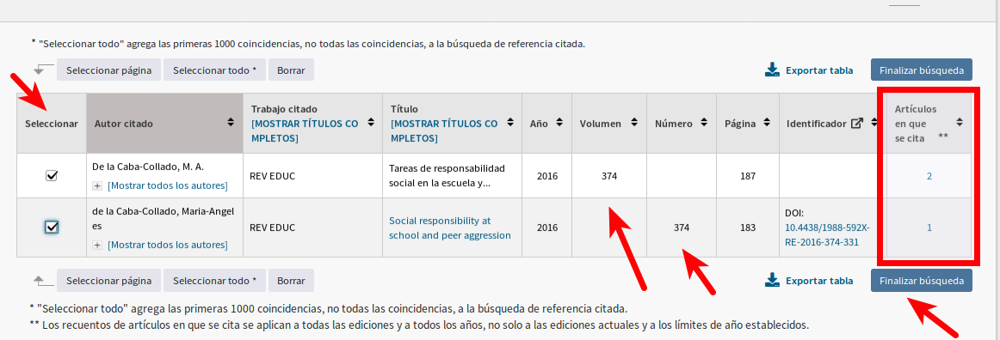 * "Seleccionar todo" agrega las primeras 1000 coincidencias, no todas las coincidencias, a la búsqueda de referencia citada.
Seleccionar página Seleccionar todo * Borrar Exportar tabla Finalizar búsqueda
Seleccionar
Autor citado
Trabajo citado
[MOSTRAR TÍTULOS CO
MPLETOS]
Título
[MOSTRAR TÍTULOS CO
MPLETOS]
Año
Volumen
Número
Página
Identificador
Artículos
en que
se cita **
De la Caba-Collado, M. A.
+ [Mostrar todos los autores]
REV EDUC
Tareas de responsabilidad
social en la escuela y...
2016
374
187
2
de la Caba-Collado, Maria-Angel
es
+ [Mostrar todos los autores]
REV EDUC
Social responsibility at
school and peer aggression
2016
374
183
DOI:
10.4438/1988-592X-
RE-2016-374-331
1
Seleccionar página Seleccionar todo * Borrar Exportar tabla Finalizar búsqueda
* "Seleccionar todo" agrega las primeras 1000 coincidencias, no todas las coincidencias, a la búsqueda de referencia citada.
** Los recuentos de artículos en que se cita se aplican a todas las ediciones y a todos los años, no solo a las ediciones actuales y a los límites de año establecidos.